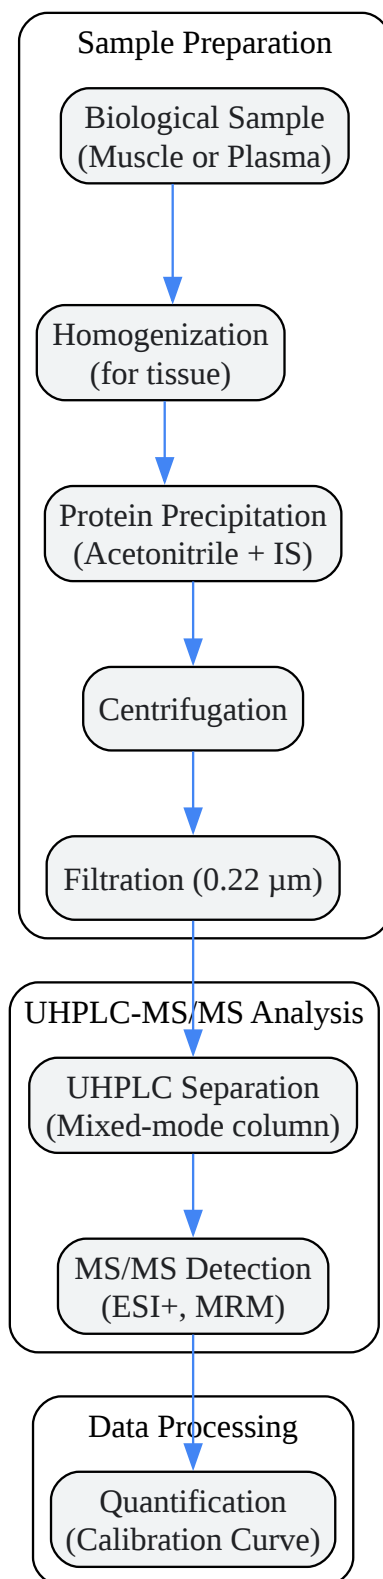 Sample Preparation
Biological Sample
(Muscle or Plasma)
Homogenization
(for tissue)
Protein Precipitation
(Acetonitrile + IS)
Centrifugation
Filtration (0.22 µm)
UHPLC-MS/MS Analysis
UHPLC Separation
(Mixed-mode column)
MS/MS Detection
(ESI+, MRM)
Data Processing
Quantification
(Calibration Curve)